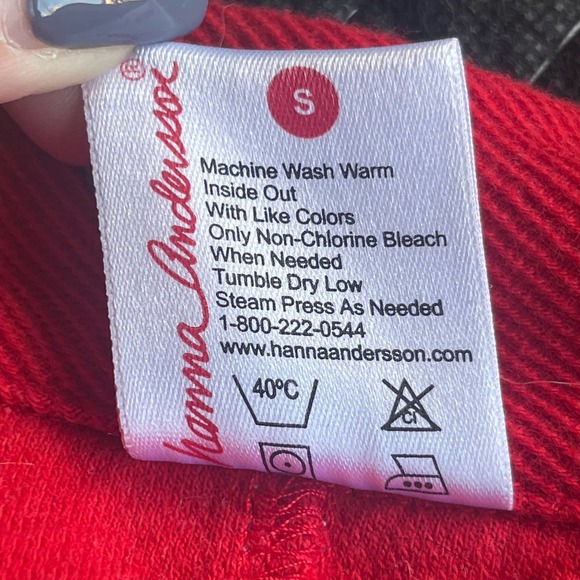 hanna andersson®
S
Machine Wash Warm
Inside Out
With Like Colors
Only Non-Chlorine Bleach
When Needed
Tumble Dry Low
Steam Press As Needed
1-800-222-0544
www.hannaandersson.com
40ºC
Cl